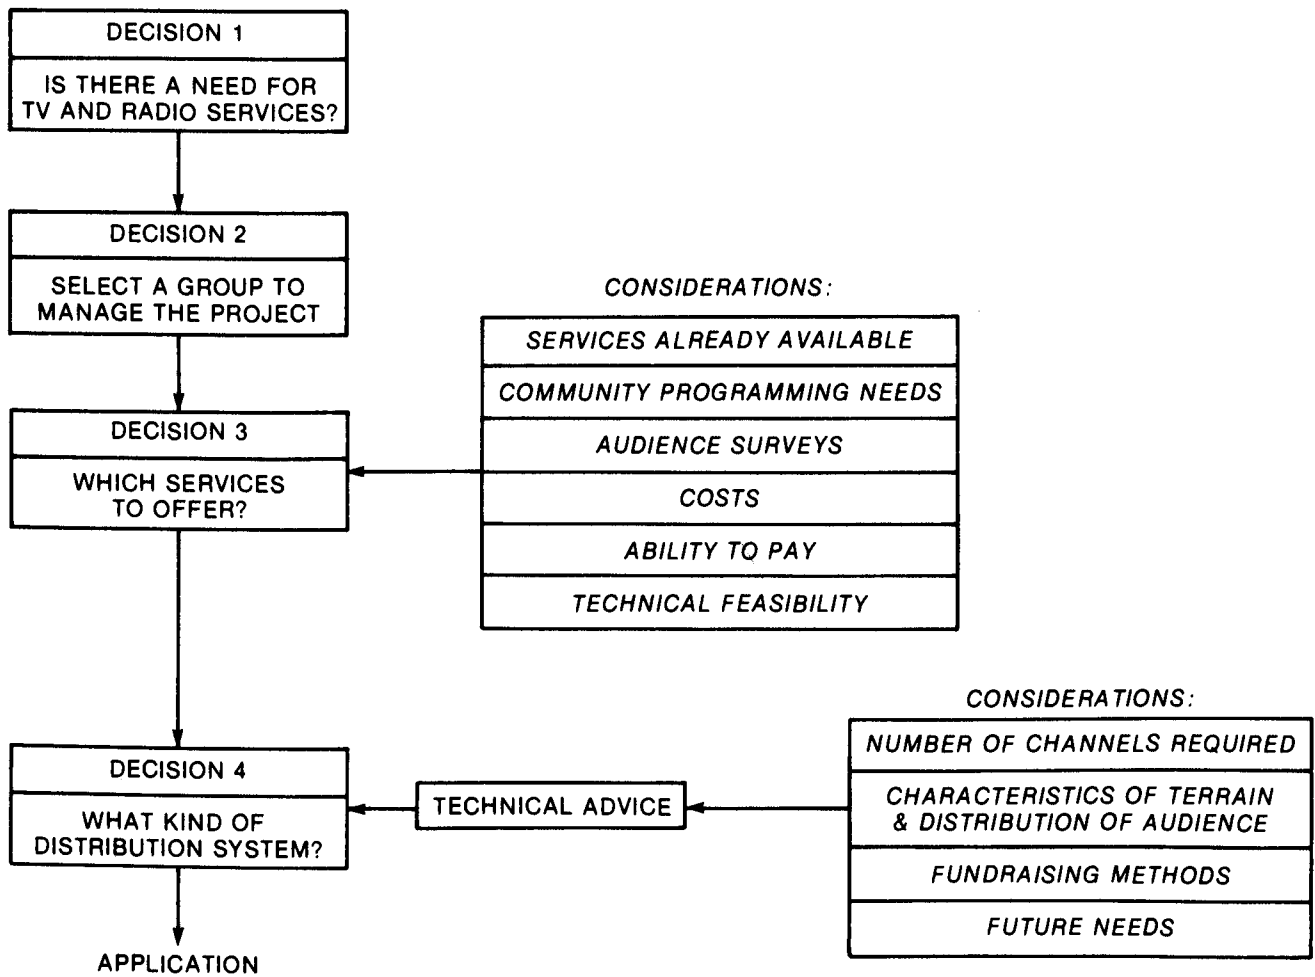 DECISION 1
IS THERE A NEED FOR
TV AND RADIO SERVICES?
DECISION 2
SELECT A GROUP TO
MANAGE THE PROJECT
CONSIDERATIONS:
SERVICES ALREADY AVAILABLE
COMMUNITY PROGRAMMING NEEDS
AUDIENCE SURVEYS
COSTS
ABILITY TO PAY
TECHNICAL FEASIBILITY
DECISION 3
WHICH SERVICES
TO OFFER?
DECISION 4
WHAT KIND OF
DISTRIBUTION SYSTEM?
TECHNICAL ADVICE
CONSIDERATIONS:
NUMBER OF CHANNELS REQUIRED
CHARACTERISTICS OF TERRAIN
& DISTRIBUTION OF AUDIENCE
FUNDRAISING METHODS
FUTURE NEEDS
APPLICATION